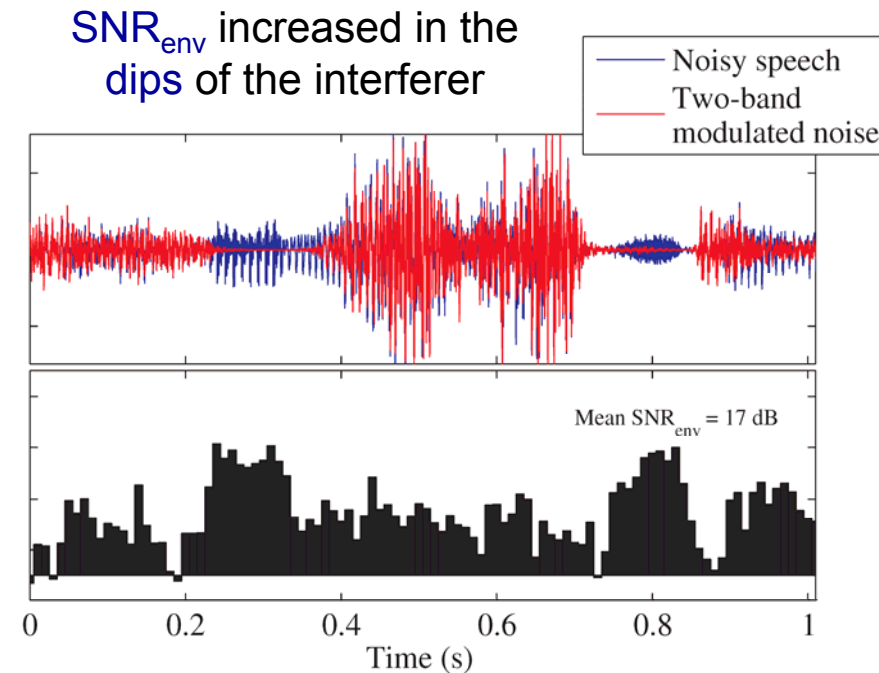 SNRenv increased in the
dips of the interferer
Noisy speech
Two-band
modulated noise
Mean SNRenv = 17 dB
0 0.2 0.4 0.6 0.8 1
Time (s)